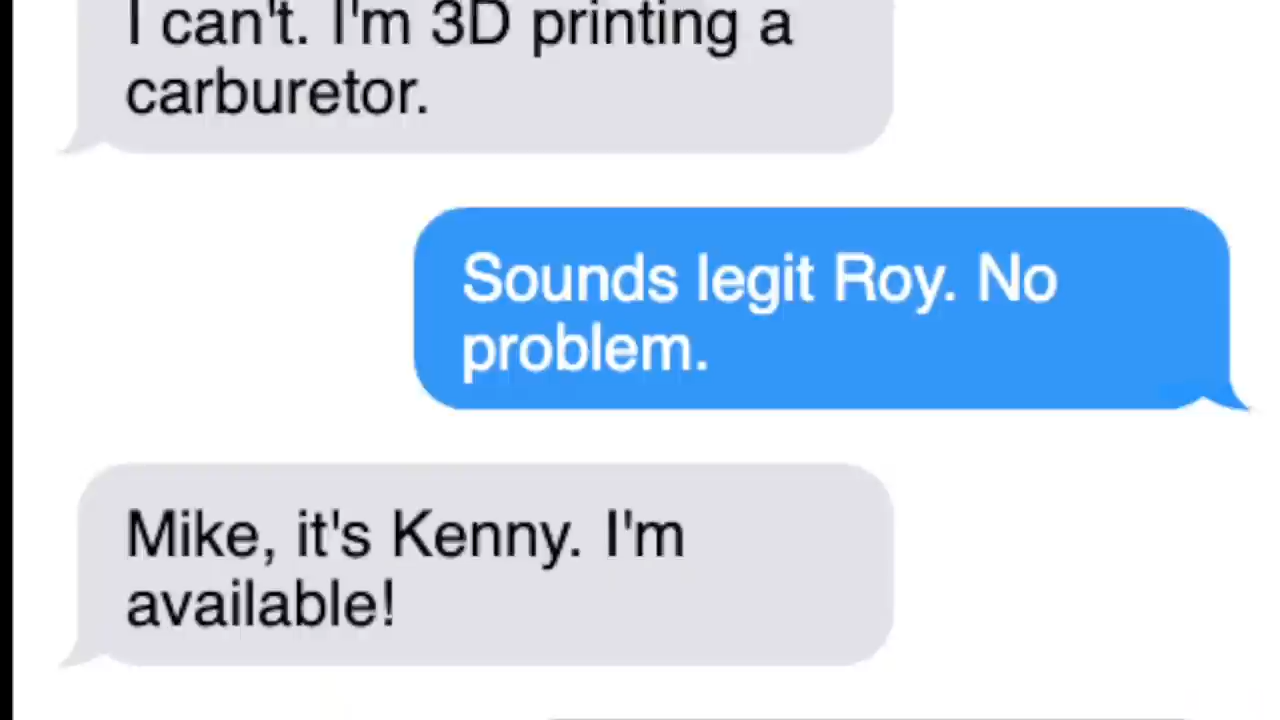 I can't. I'm 3D printing a
carburetor.
Sounds legit Roy. No
problem.
Mike, it's Kenny. I'm
available!